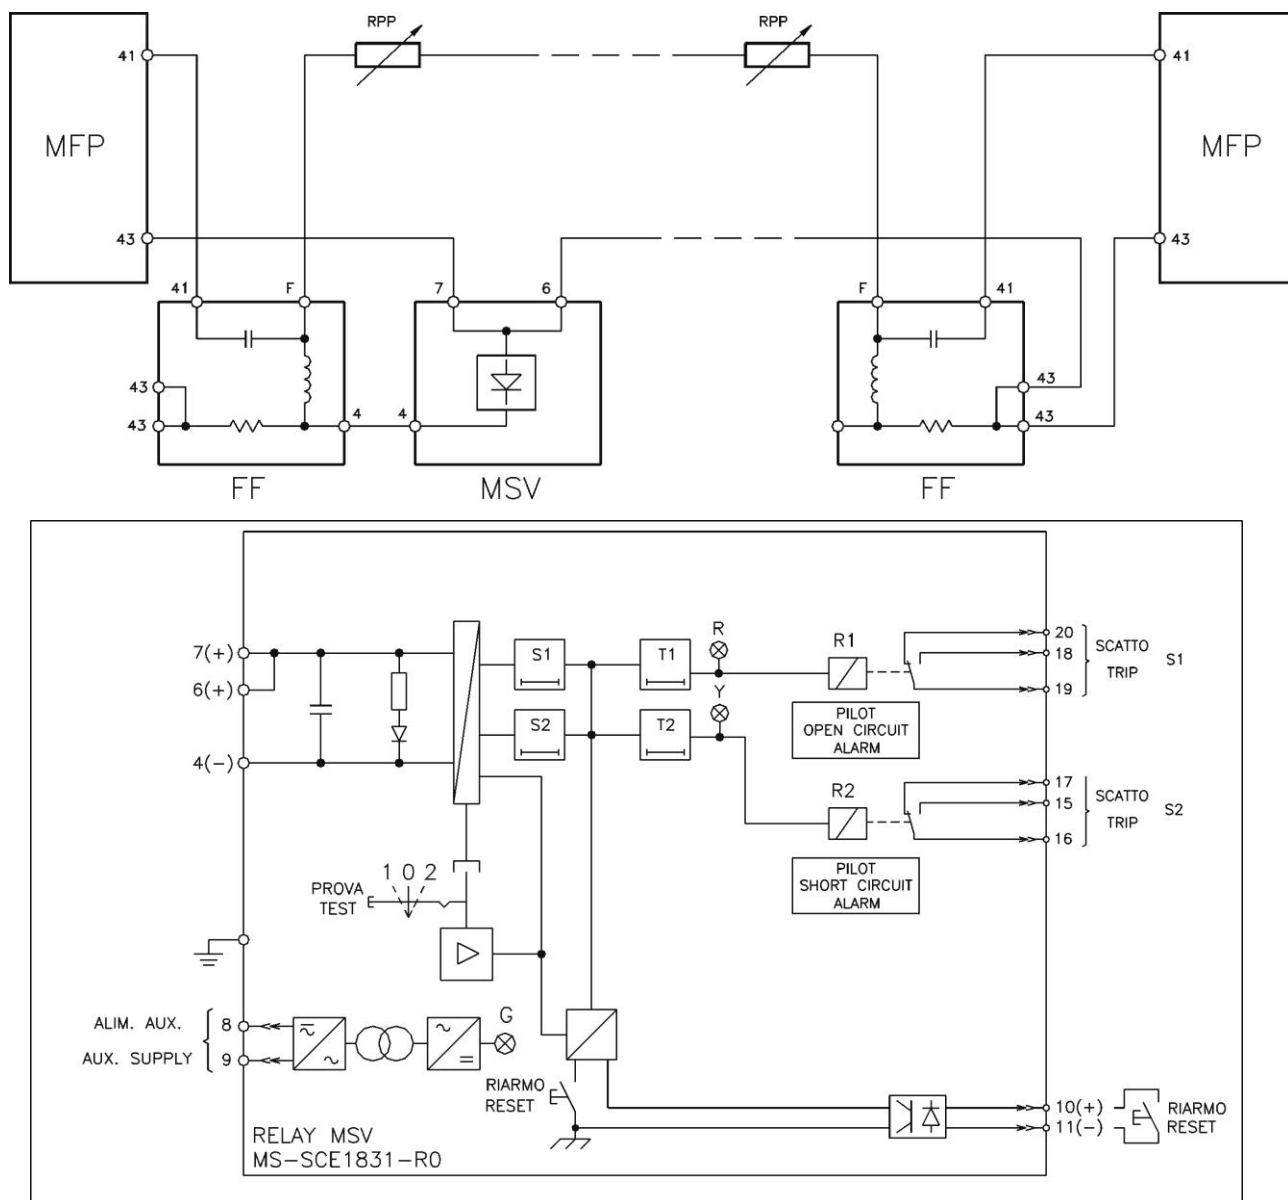 RPP
RPP
41
41
MFP
MFP
43
43
41
F
7
6
F
41
43
43
43
4
4
43
FF
MSV
FF
R
20
7(+)
S1
T1
R1
18
SCATTO
TRIP
S1
6(+)
19
Y
PILOT
OPEN CIRCUIT
ALARM
S2
T2
4(-)
R2
17
15
SCATTO
TRIP
S2
16
PILOT
SHORT CIRCUIT
ALARM
1 0 2
PROVA
TEST
ALIM. AUX.
8
G
AUX. SUPPLY
9
RIARMO
RESET
10(+)
11(-)
RIARMO
RESET
RELAY MSV
MS-SCE1831-R0